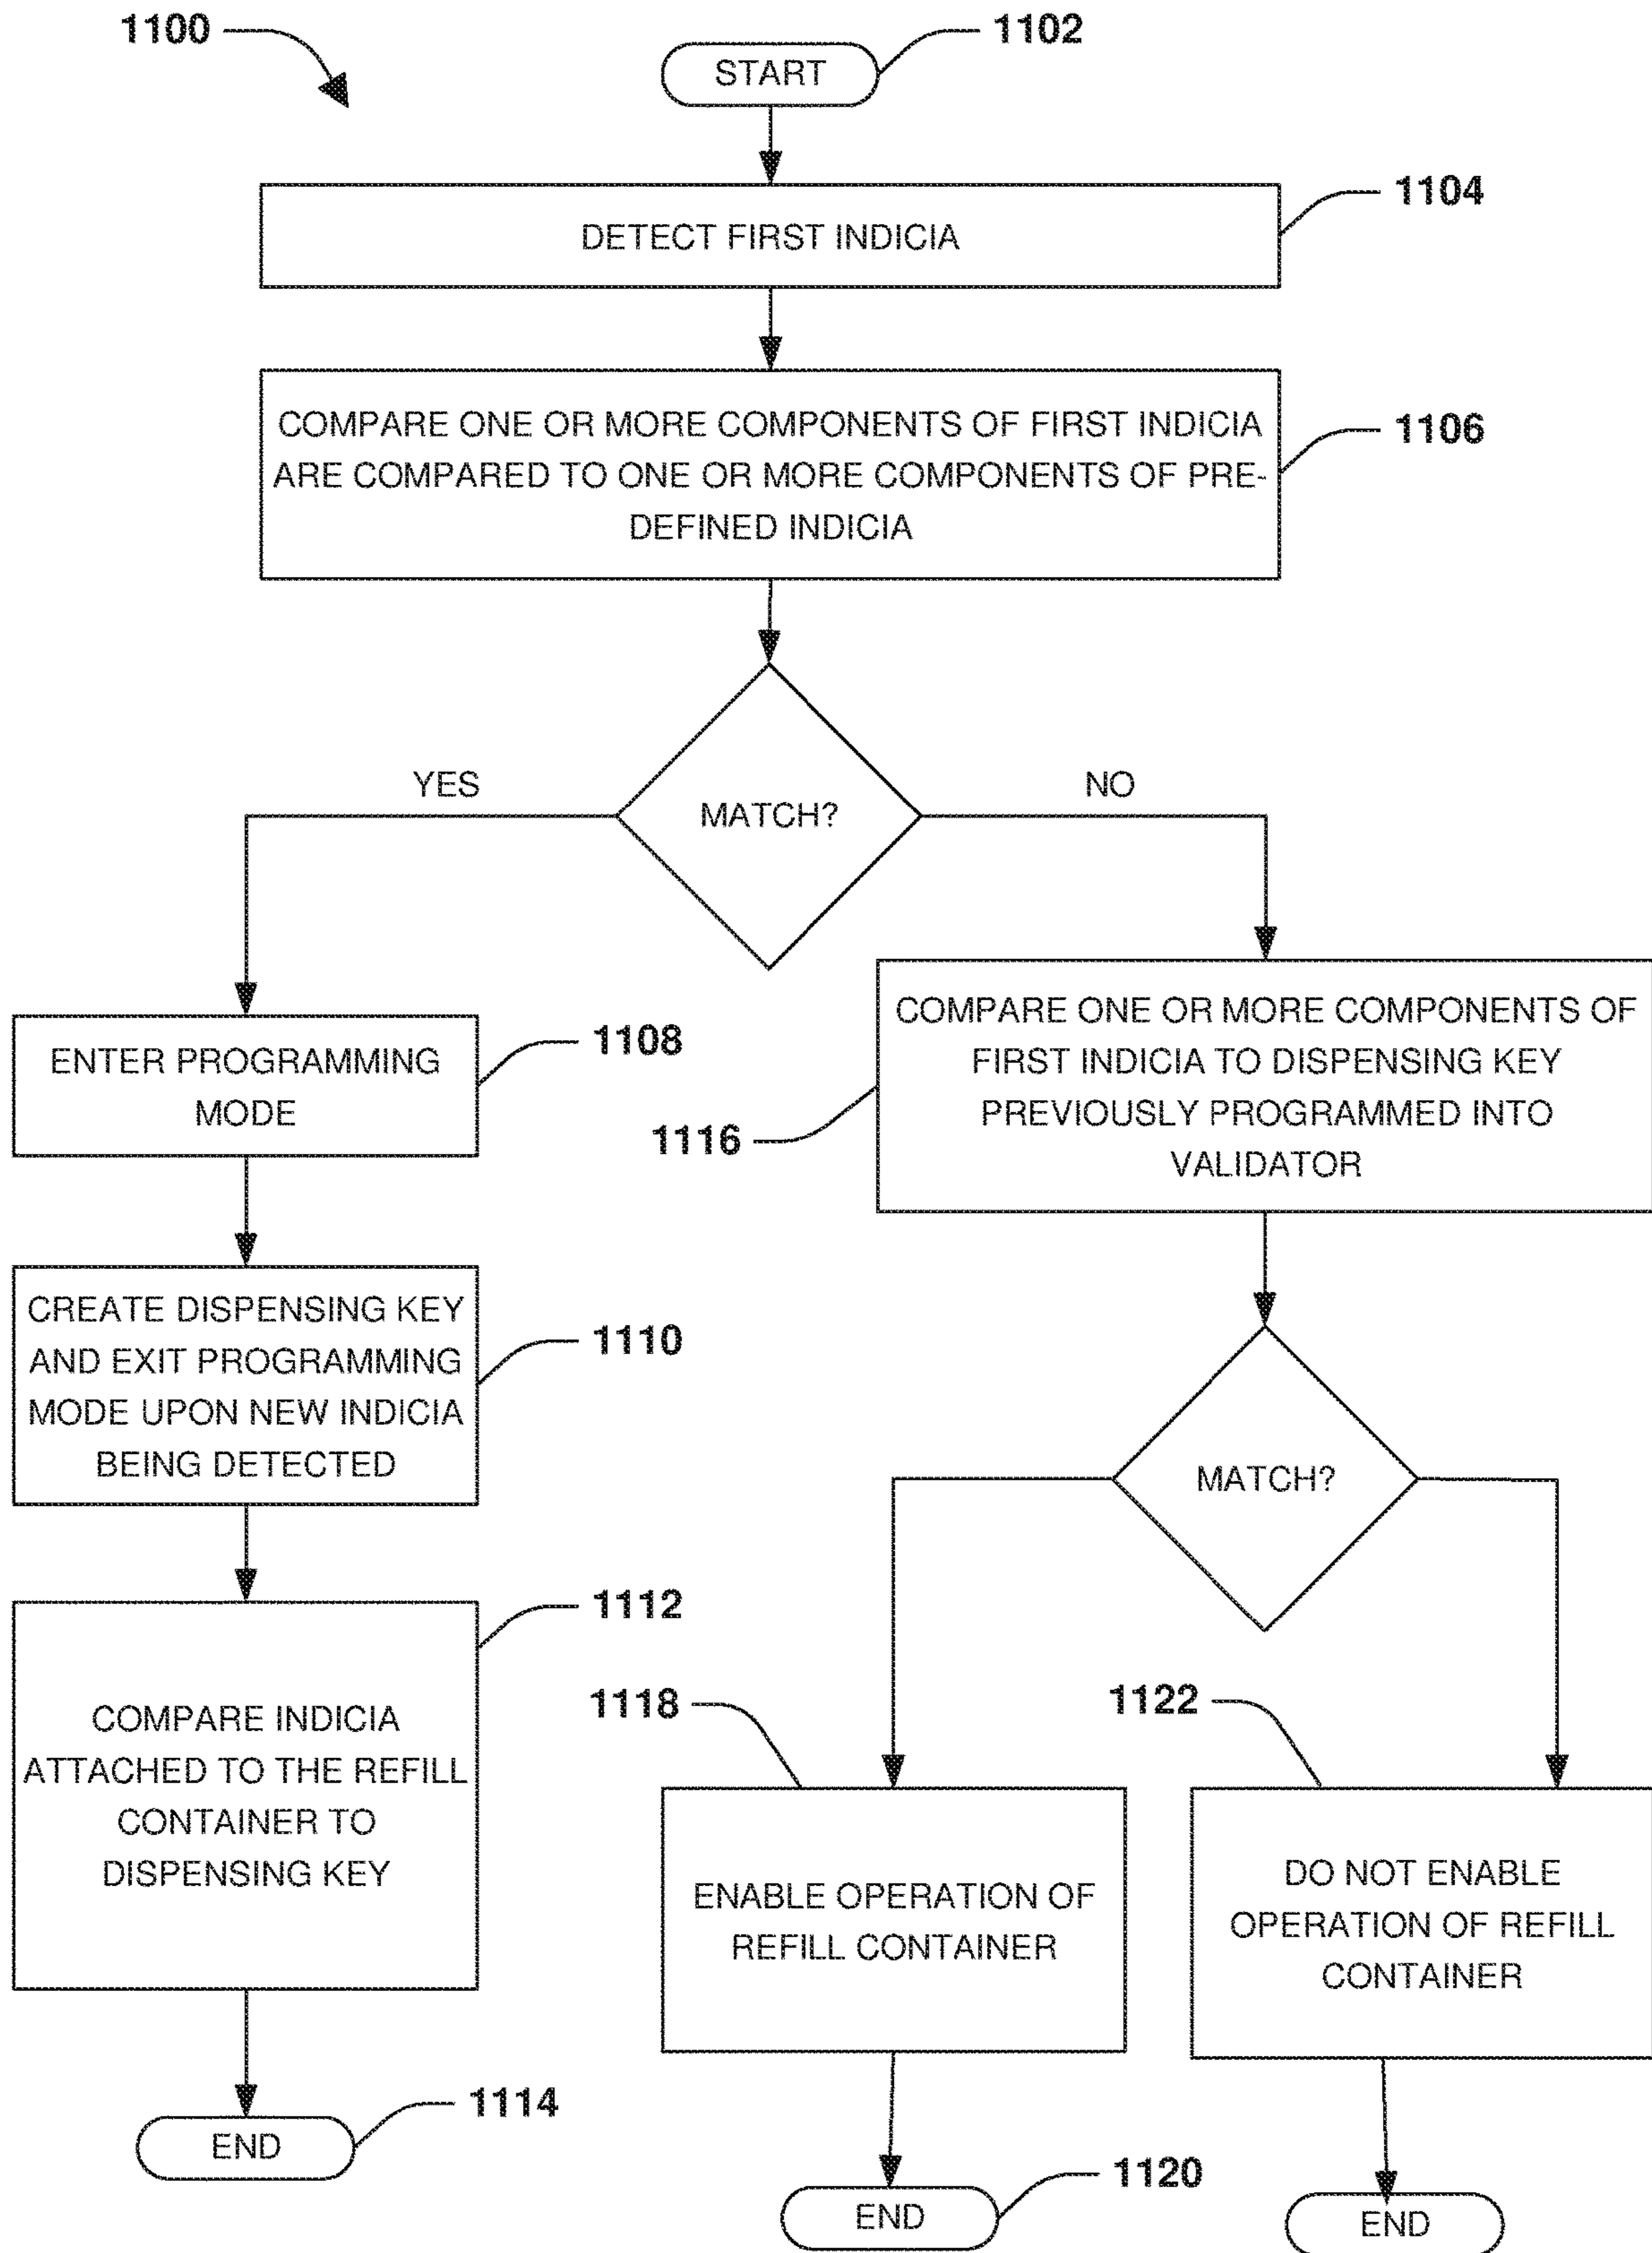 1100
1102
START
1104
DETECT FIRST INDICIA
COMPARE ONE OR MORE COMPONENTS OF FIRST INDICIA
ARE COMPARED TO ONE OR MORE COMPONENTS OF PRE-
DEFINED INDICIA
1106
YES
MATCH?
NO
ENTER PROGRAMMING
MODE
1108
COMPARE ONE OR MORE COMPONENTS OF
FIRST INDICIA TO DISPENSING KEY
PREVIOUSLY PROGRAMMED INTO
VALIDATOR
1116
CREATE DISPENSING KEY
AND EXIT PROGRAMMING
MODE UPON NEW INDICIA
BEING DETECTED
1110
MATCH?
1112
COMPARE INDICIA
ATTACHED TO THE REFILL
CONTAINER TO
DISPENSING KEY
1118
ENABLE OPERATION OF
REFILL CONTAINER
1122
DO NOT ENABLE
OPERATION OF REFILL
CONTAINER
END
1114
END
1120
END